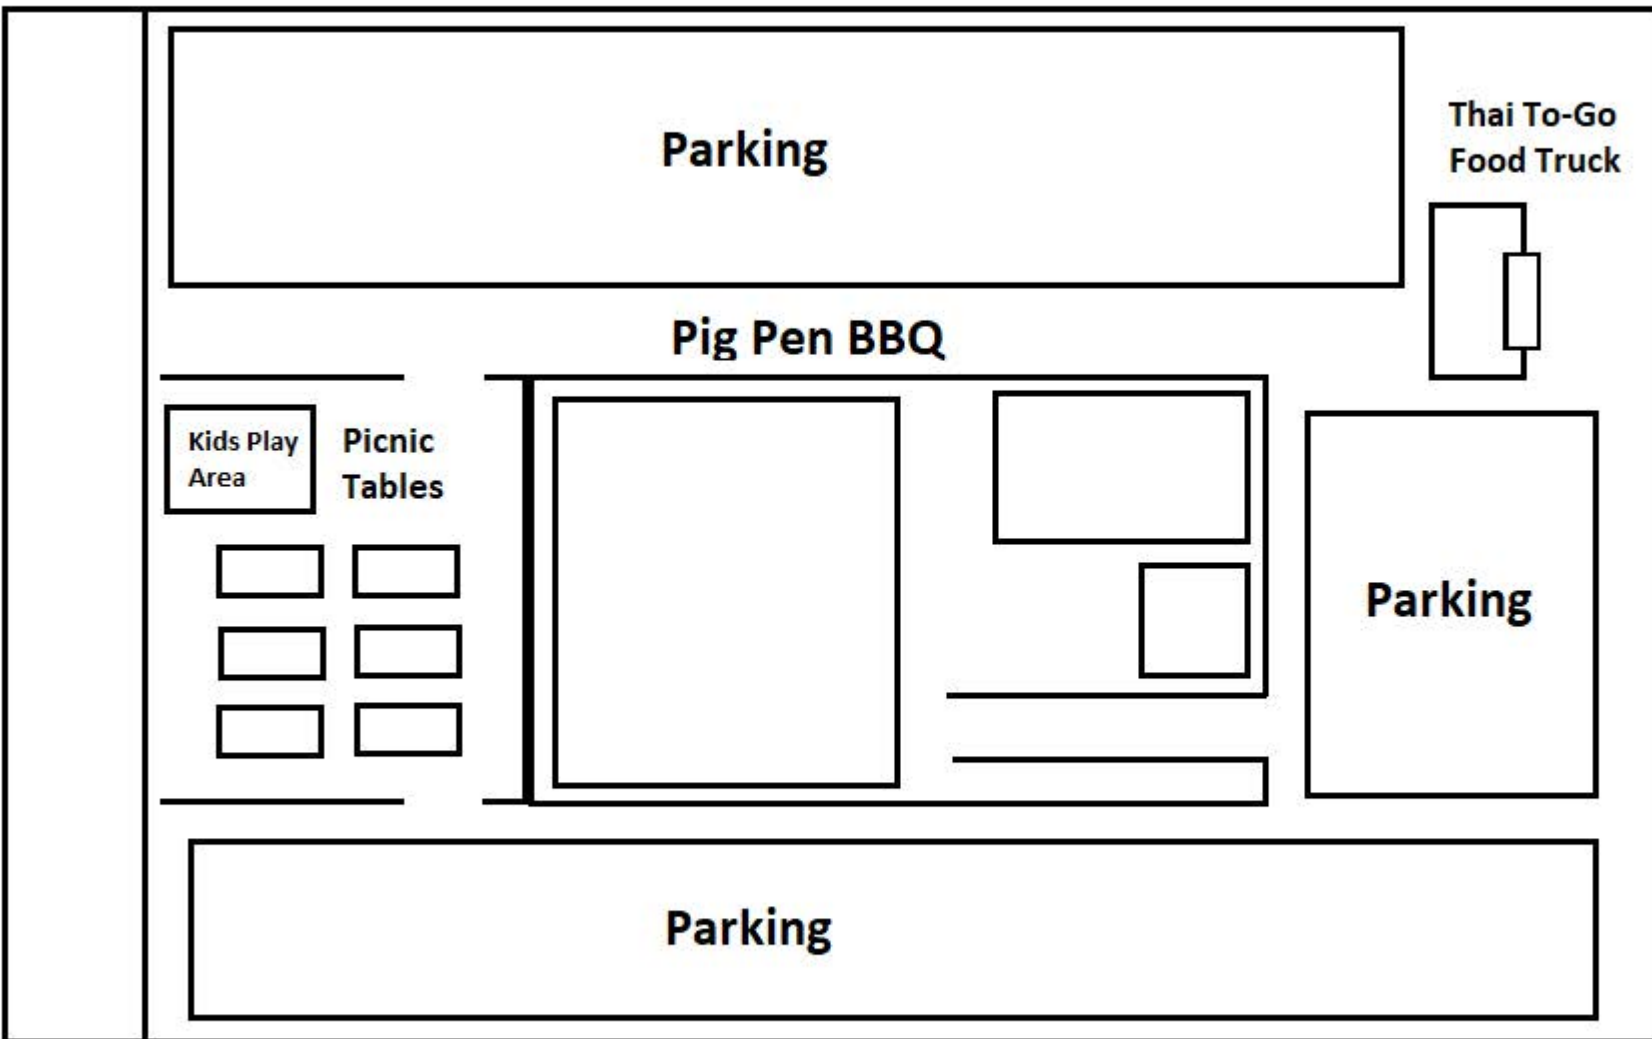 Parking
Thai To-Go
Food Truck
Pig Pen BBQ
Kids Play
Area
Picnic
Tables
Parking
Parking